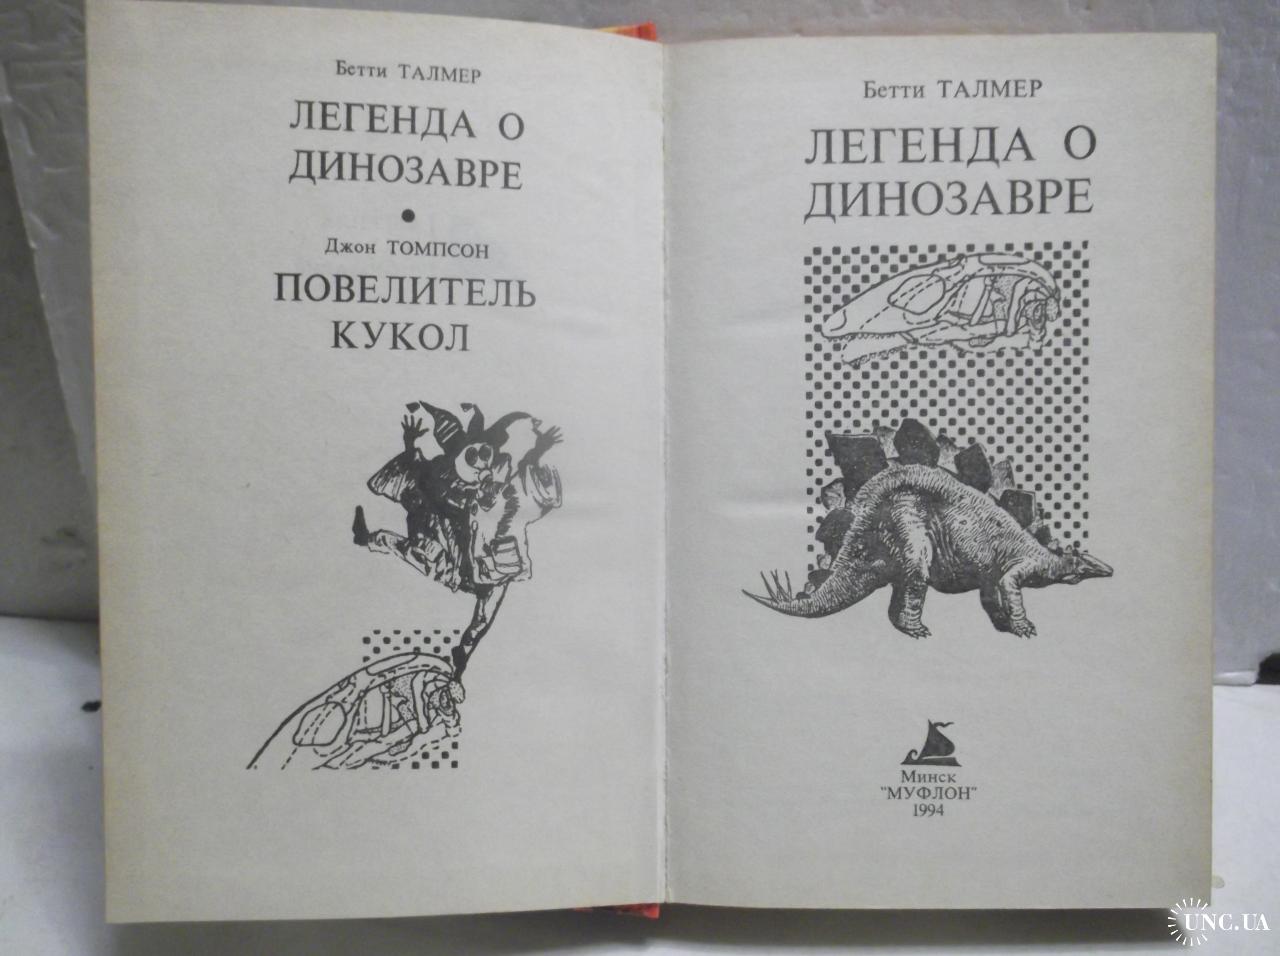 Бетти ТАЛМЕР
ЛЕГЕНДА О
ДИНОЗАВРЕ
Джон ТОМПСОН
ПОВЕЛИТЕЛЬ
КУКОЛ
Бетти ТАЛМЕР
ЛЕГЕНДА О
ДИНОЗАВРЕ
Минск
"МУФЛОН"
1994
UNC.UA